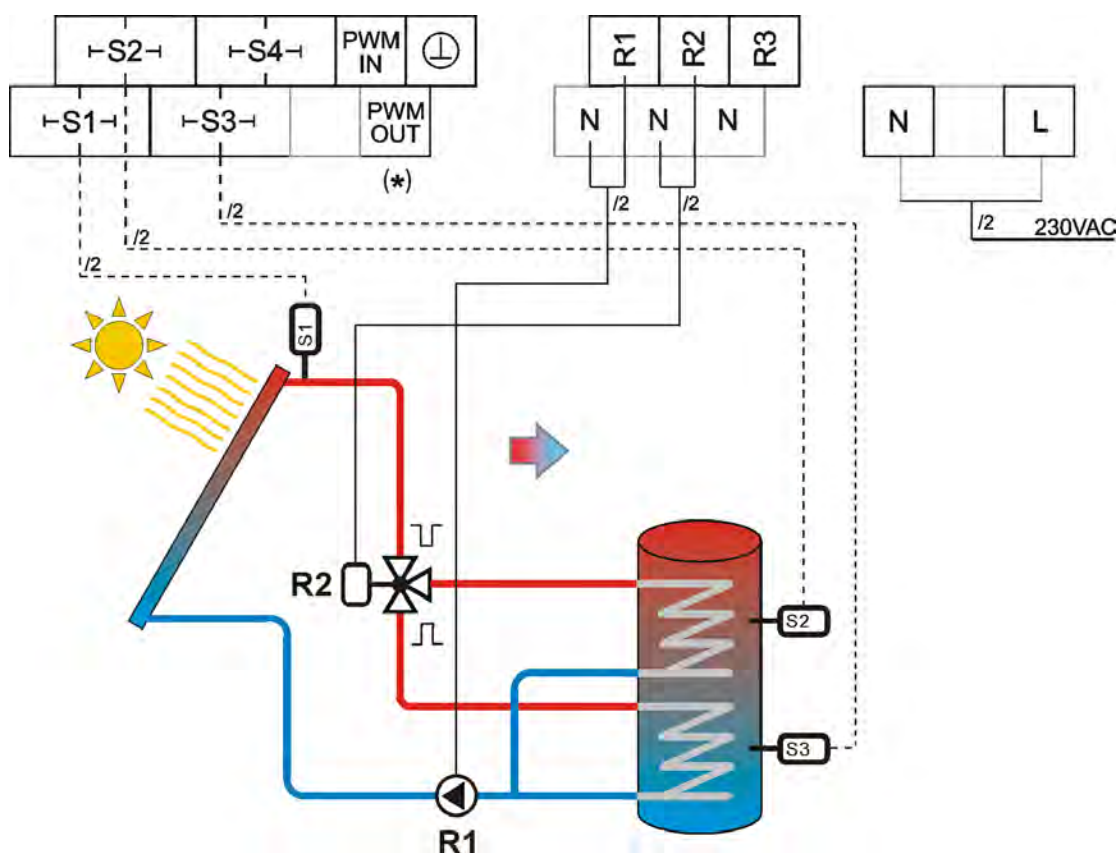 S2 S4 PWM IN R1 R2 R3
S1 S3 PWM OUT N N N N L
(*)
/2 /2 /2 230VAC
/2
/2
/2
S1
R2
S2
S3
R1